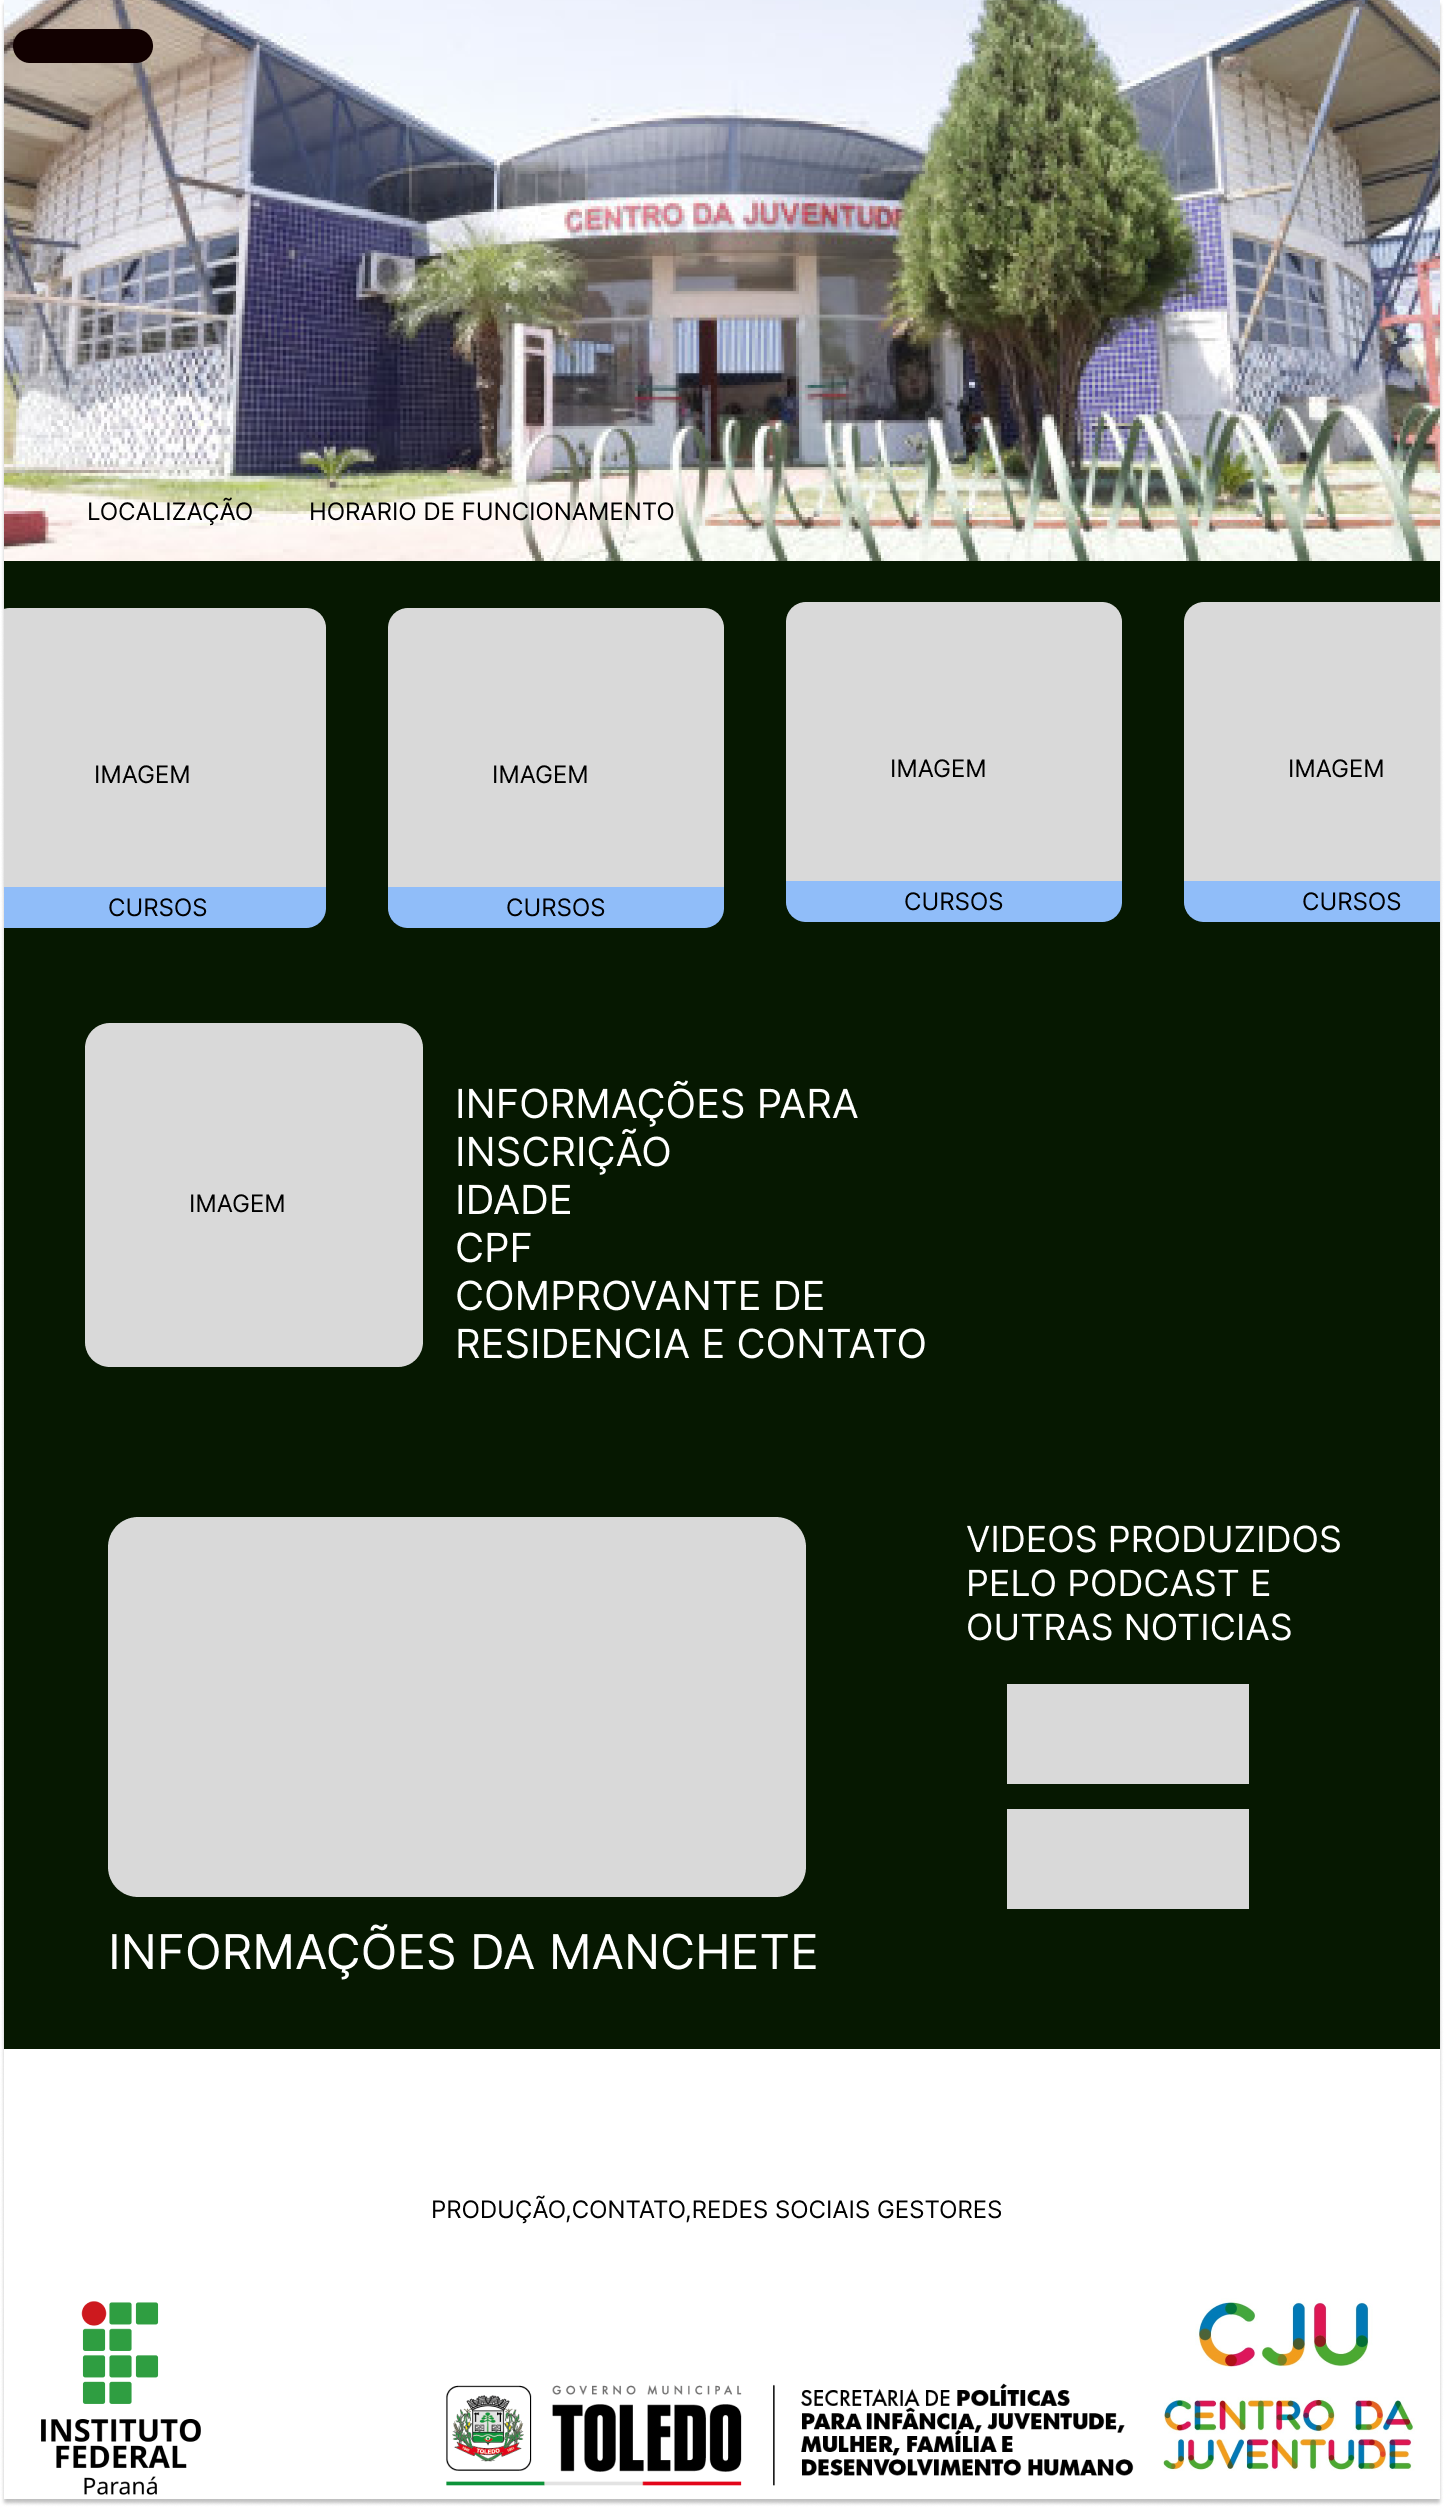 CENTRO DA JUVENTUDE
LOCALIZAÇÃO
HORARIO DE FUNCIONAMENTO
IMAGEM
IMAGEM
IMAGEM
IMAGEM
CURSOS
CURSOS
CURSOS
CURSOS
IMAGEM
INFORMAÇÕES PARA
INSCRIÇÃO
IDADE
CPF
COMPROVANTE DE
RESIDENCIA E CONTATO
VIDEOS PRODUZIDOS
PELO PODCAST E
OUTRAS NOTICIAS
INFORMAÇÕES DA MANCHETE
PRODUÇÃO,CONTATO,REDES SOCIAIS GESTORES
INSTITUTO
FEDERAL
Paraná
GOVERNO MUNICIPAL
TOLEDO
TOLEDO
SECRETARIA DE POLÍTICAS
PARA INFÂNCIA, JUVENTUDE,
MULHER, FAMÍLIA E
DESENVOLVIMENTO HUMANO
CJU
CENTRO DA
JUVENTUDE